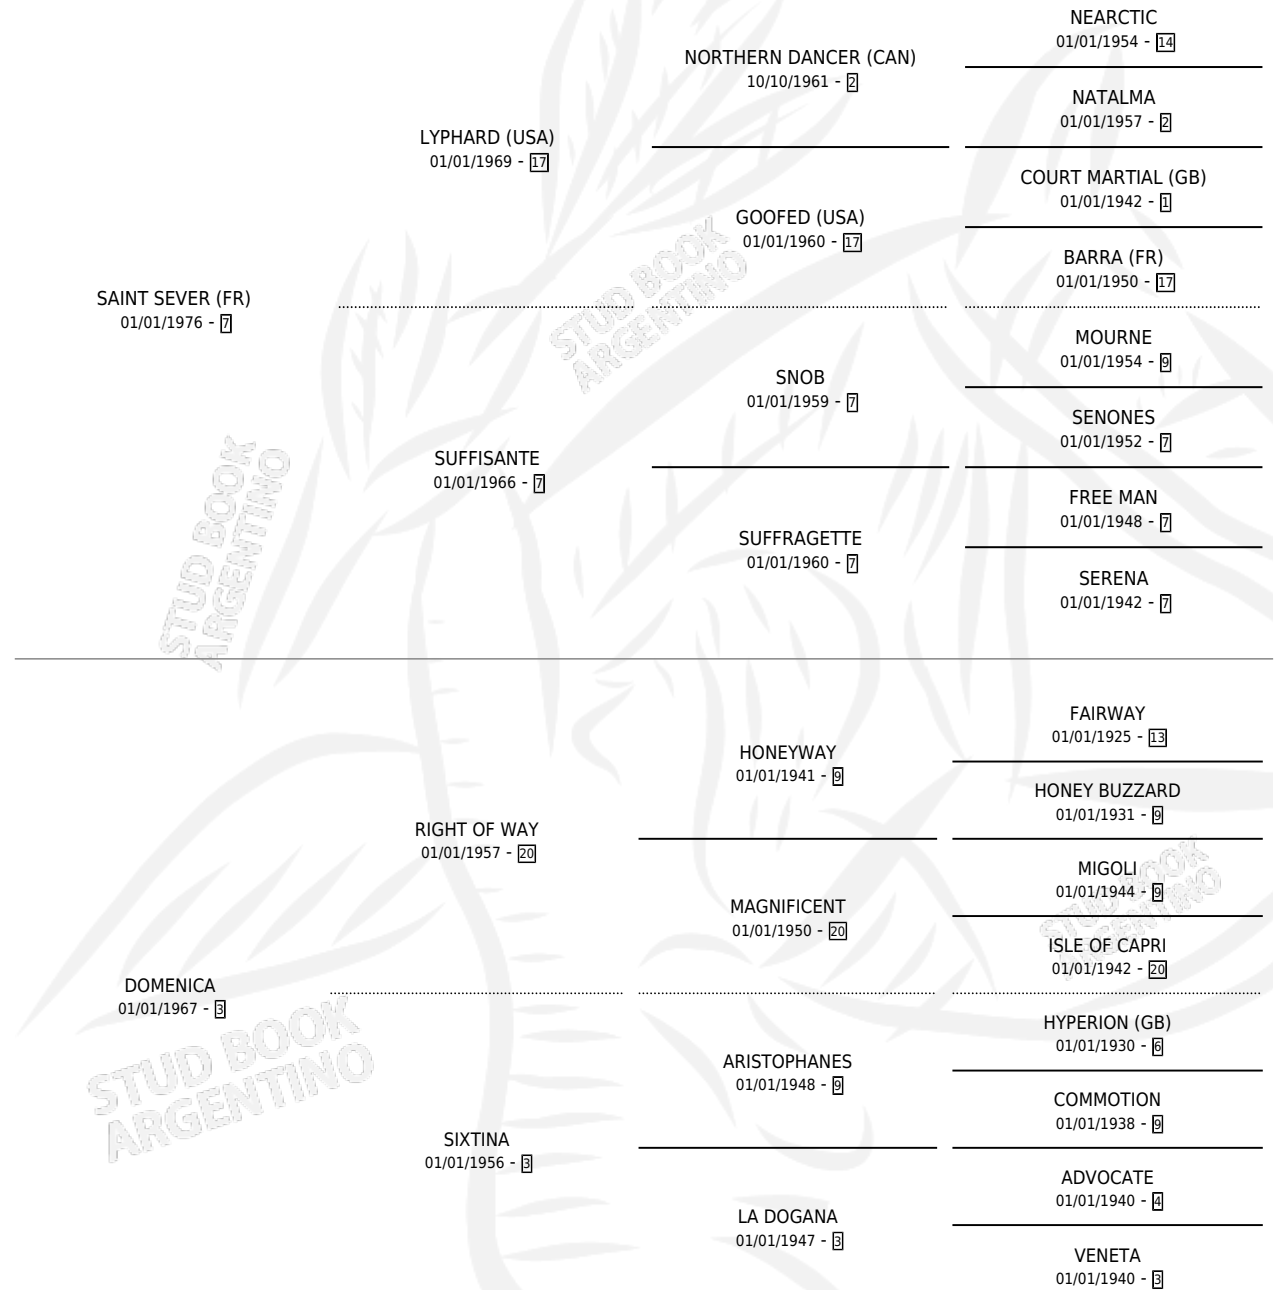 NEARCTIC
01/01/1954 - 14
NORTHERN DANCER (CAN)
10/10/1961 - 2
NATALMA
01/01/1957 - 2
LYPHARD (USA)
01/01/1969 - 17
COURT MARTIAL (GB)
01/01/1942 - 1
GOOFED (USA)
01/01/1960 - 17
BARRA (FR)
01/01/1950 - 17
SAINT SEVER (FR)
01/01/1976 - 7
STUD BOOK
ARGENTINO
MOURNE
01/01/1954 - 9
SNOB
01/01/1959 - 7
SENONES
01/01/1952 - 7
SUFFISANTE
01/01/1966 - 7
FREE MAN
01/01/1948 - 7
SUFFRAGETTE
01/01/1960 - 7
SERENA
01/01/1942 - 7
STUD BOOK
ARGENTINO
FAIRWAY
01/01/1925 - 13
HONEYWAY
01/01/1941 - 9
HONEY BUZZARD
01/01/1931 - 9
RIGHT OF WAY
01/01/1957 - 20
MIGOLI
01/01/1944 - 9
STUD BOOK
ARGENTINO
MAGNIFICENT
01/01/1950 - 20
ISLE OF CAPRI
01/01/1942 - 20
DOMENICA
01/01/1967 - 3
STUD BOOK
ARGENTINO
HYPERION (GB)
01/01/1930 - 6
ARISTOPHANES
01/01/1948 - 9
COMMOTION
01/01/1938 - 9
SIXTINA
01/01/1956 - 3
ADVOCATE
01/01/1940 - 4
LA DOGANA
01/01/1947 - 3
VENETA
01/01/1940 - 3